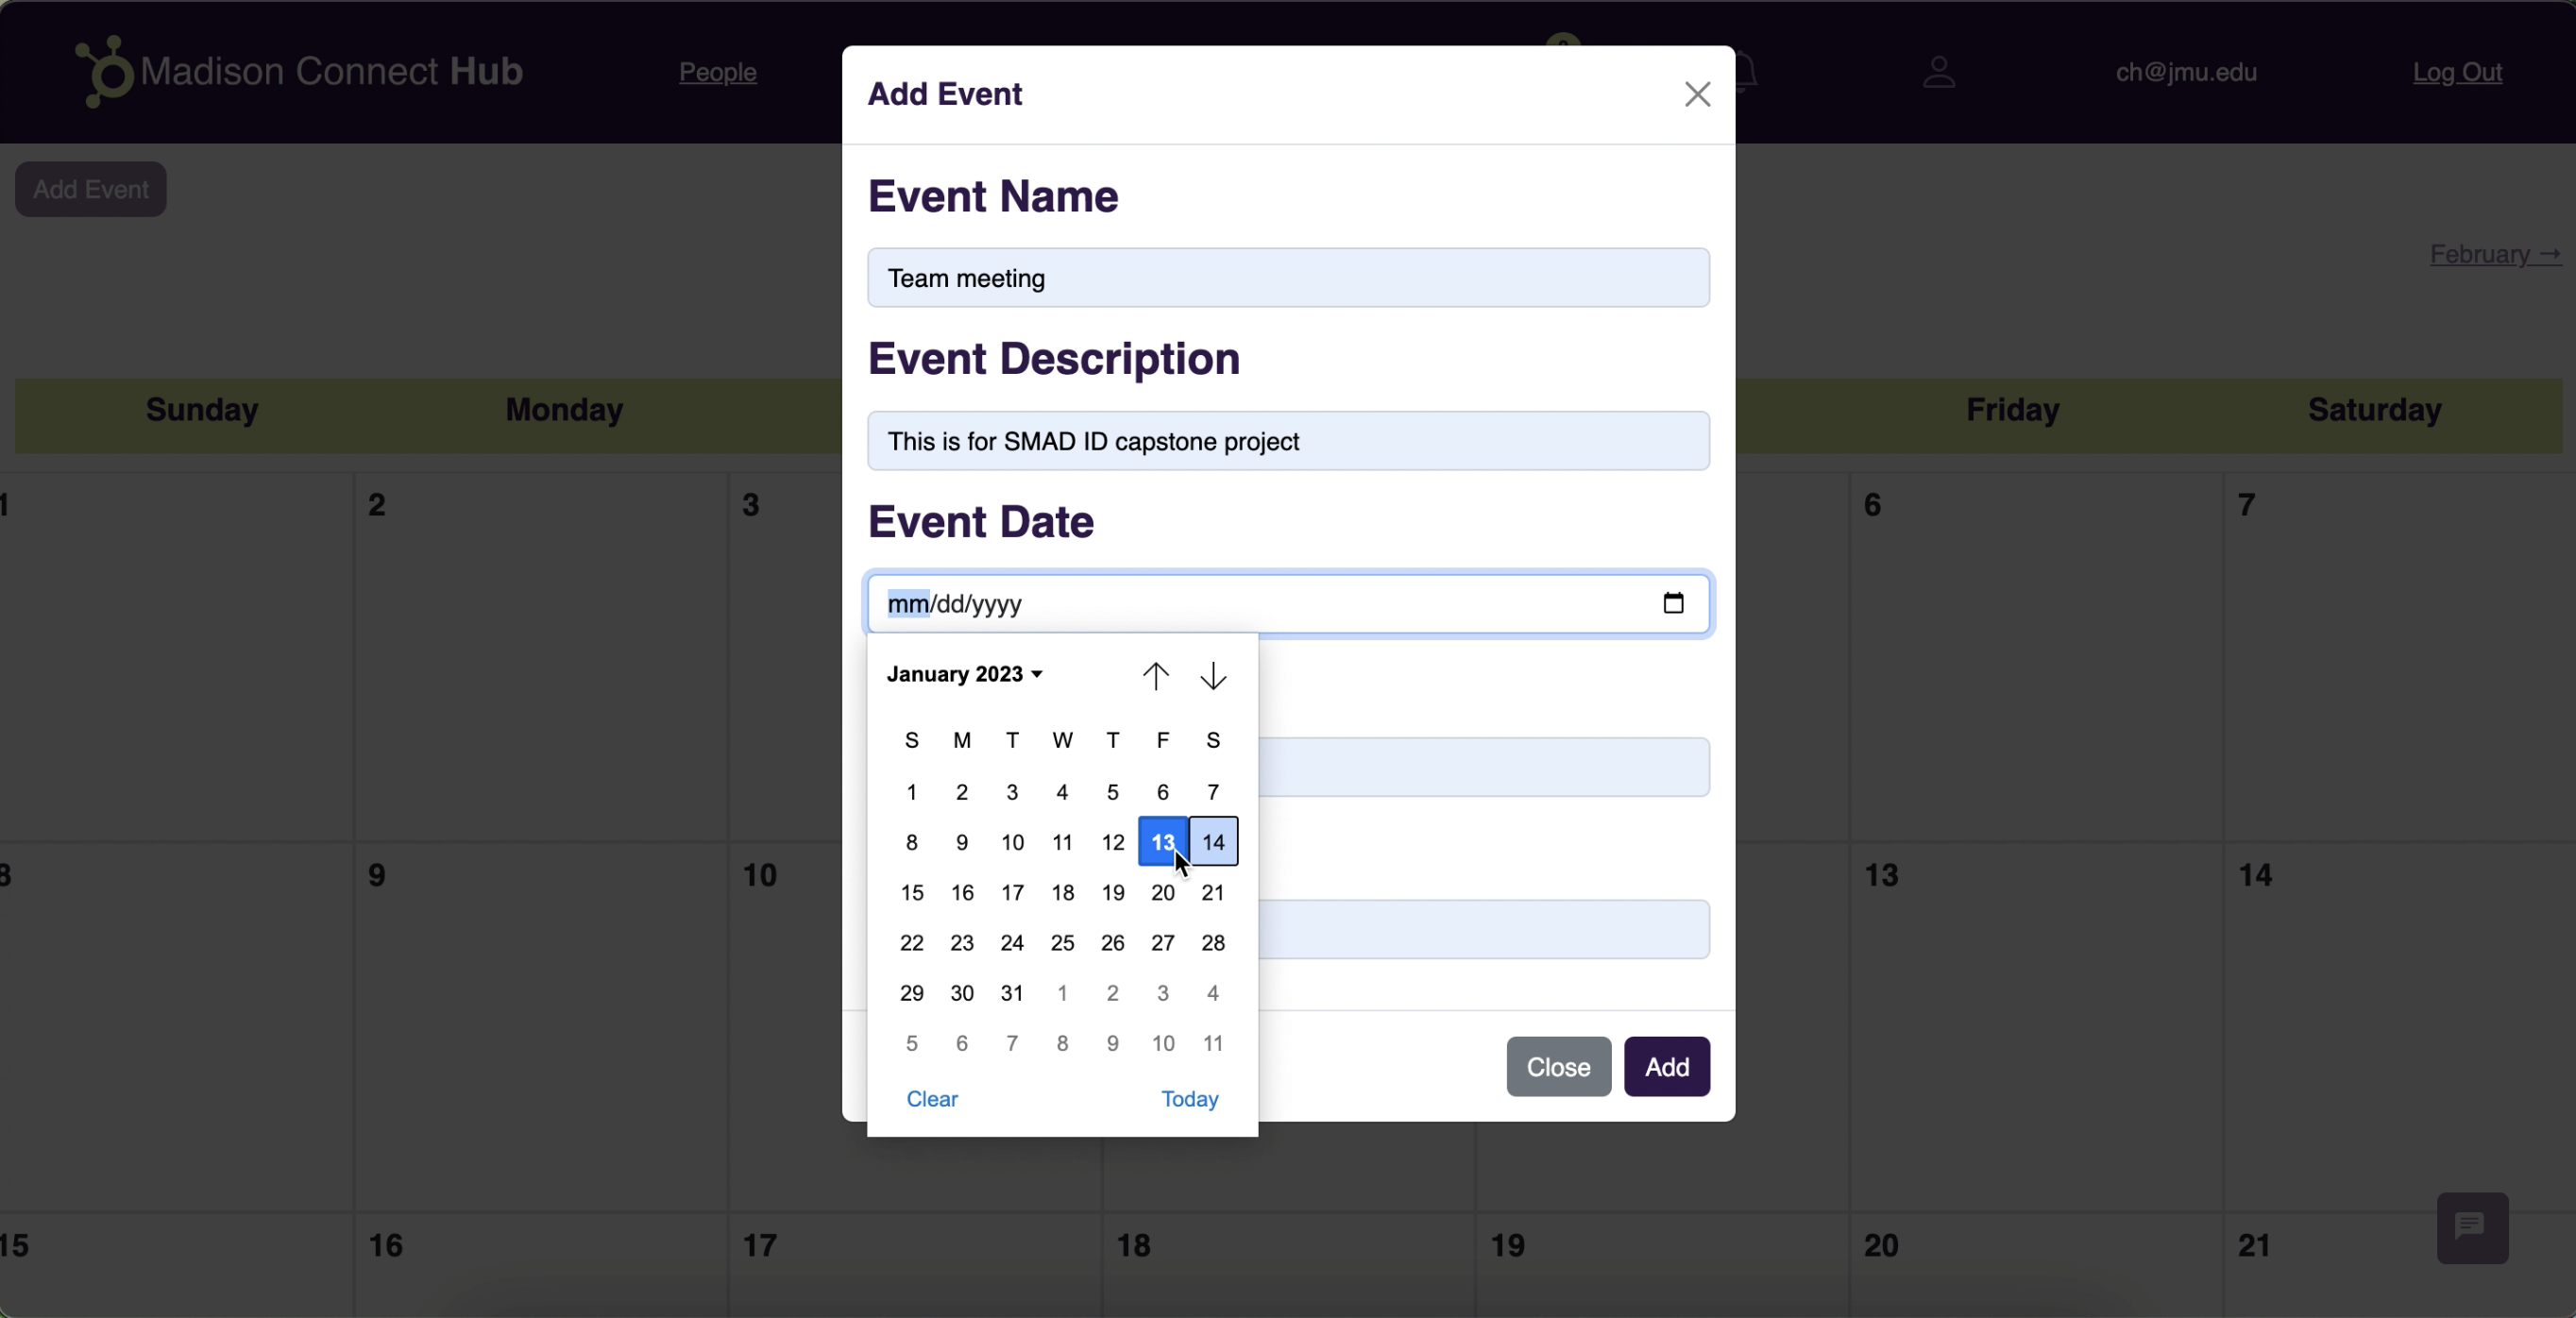 Madison Connect Hub
People
ch@jmu.edu
Log Out
Add Event
February →
Sunday Monday Friday Saturday
1 2 3 6 7
8 9 10 13 14
15 16 17 18 19 20 21
Add Event
Event Name
Team meeting
Event Description
This is for SMAD ID capstone project
Event Date
mm/dd/yyyy
January 2023
S M T W T F S
1 2 3 4 5 6 7
8 9 10 11 12 13 14
15 16 17 18 19 20 21
22 23 24 25 26 27 28
29 30 31 1 2 3 4
5 6 7 8 9 10 11
Clear Today
Close Add